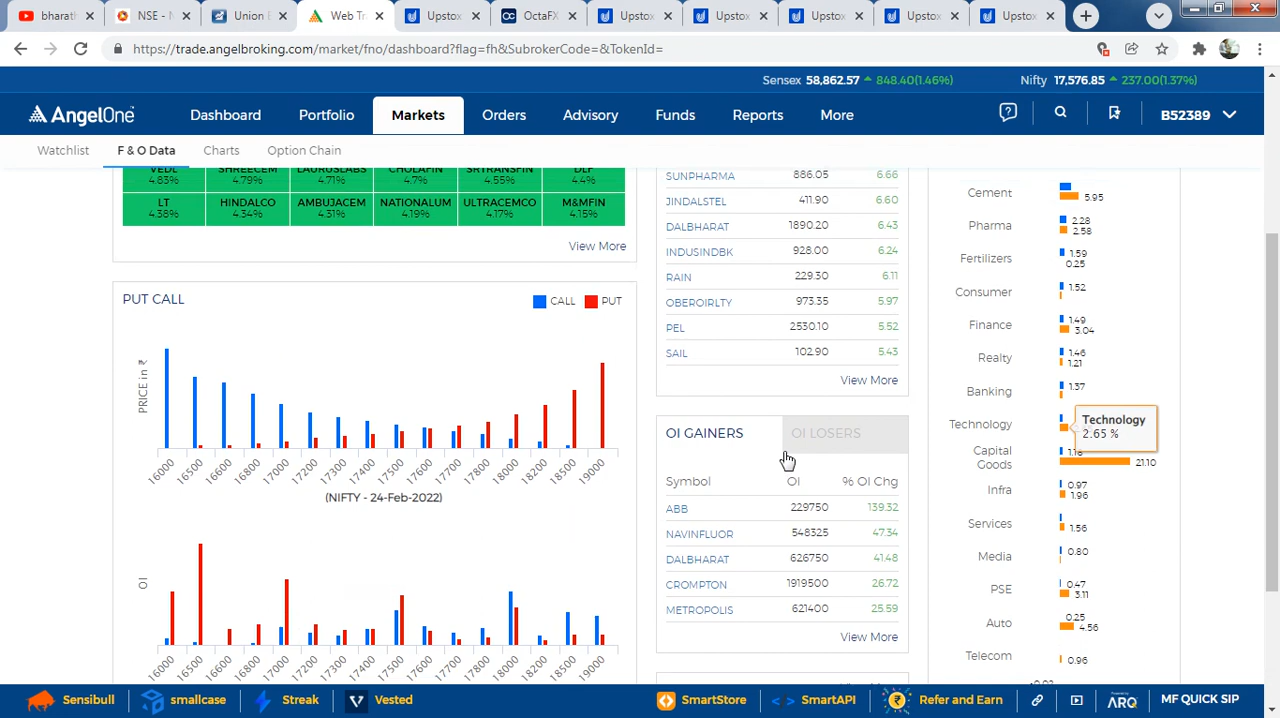 bharath
NSE - N
Union E
Web Tr
Upstox
OctaFX
Upstox
Upstox
Upstox
Upstox
Upstox
https://trade.angelbroking.com/market/fno/dashboard?flag=fh&SubrokerCode=&TokenId=
Sensex 58,862.57 848.40(1.46%) Nifty 17,576.85 237.00(1.37%)
AngelOne Dashboard Portfolio Markets Orders Advisory Funds Reports More B52389
Watchlist F & O Data Charts Option Chain
VEDL SHREECEM LAURUSLABS CHOLAFIN SRTRANSFIN DLF
4.83% 4.79% 4.71% 4.7% 4.55% 4.4%
LT HINDALCO AMBUJACEM NATIONALUM ULTRACEMCO M&MFIN
4.38% 4.34% 4.31% 4.19% 4.17% 4.15%
View More
PUT CALL
CALL PUT
PRICE in ₹
16000 16500 16600 16800 17000 17200 17300 17400 17500 17600 17700 17800 18000 18200 18500 19000
(NIFTY - 24-Feb-2022)
OI
16000 16500 16600 16800 17000 17200 17300 17400 17500 17600 17700 17800 18000 18200 18500 19000
SUNPHARMA 886.05 6.66
JINDALSTEL 411.90 6.60
DALBHARAT 1890.20 6.43
INDUSINDBK 928.00 6.24
RAIN 229.30 6.11
OBEROIRLTY 973.35 5.97
PEL 2530.10 5.52
SAIL 102.90 5.43
View More
OI GAINERS OI LOSERS
Symbol OI % OI Chg
ABB 229750 139.32
NAVINFLUOR 548325 47.34
DALBHARAT 626750 41.48
CROMPTON 1919500 26.72
METROPOLIS 621400 25.59
View More
Cement 5.95
Pharma 2.28 2.58
Fertilizers 1.59 0.25
Consumer 1.52
Finance 1.49 3.04
Realty 1.46 1.21
Banking 1.37
Technology
Technology
2.65 %
Capital Goods 1.18 21.10
Infra 0.97 1.96
Services 1.56
Media 0.80
PSE 0.47 3.11
Auto 0.25 4.56
Telecom 0.96
Sensibull smallcase Streak Vested SmartStore SmartAPI Refer and Earn ARQ MF QUICK SIP